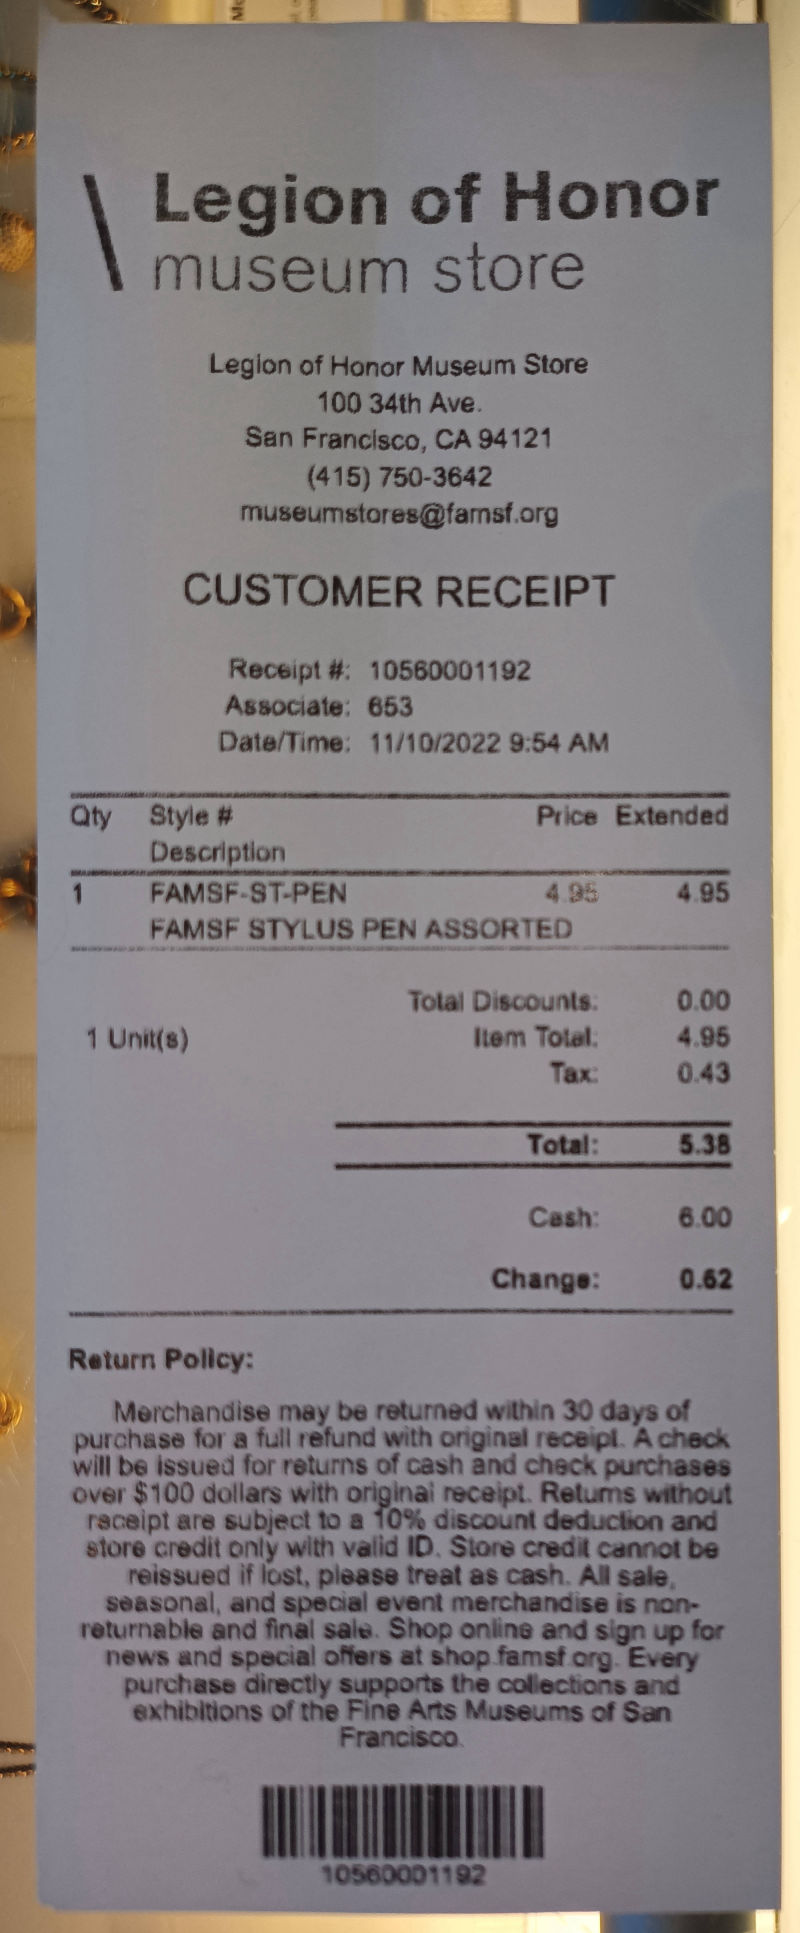 Legion of Honor
museum store
Legion of Honor Museum Store
100 34th Ave.
San Francisco, CA 94121
(415) 750-3642
museumstores@famsf.org
CUSTOMER RECEIPT
Receipt #: 10560001192
Associate: 653
Date/Time: 11/10/2022 9:54 AM
Qty Style # Price Extended
Description
1 FAMSF-ST-PEN 4.95 4.95
FAMSF STYLUS PEN ASSORTED
Total Discounts: 0.00
1 Unit(s) Item Total: 4.95
Tax: 0.43
Total: 5.38
Cash: 6.00
Change: 0.62
Return Policy:
Merchandise may be returned within 30 days of
purchase for a full refund with original receipt. A check
will be issued for returns of cash and check purchases
over $100 dollars with original receipt. Returns without
receipt are subject to a 10% discount deduction and
store credit only with valid ID. Store credit cannot be
reissued if lost, please treat as cash. All sale,
seasonal, and special event merchandise is non-
returnable and final sale. Shop online and sign up for
news and special offers at shop.famsf.org. Every
purchase directly supports the collections and
exhibitions of the Fine Arts Museums of San
Francisco.
10560001192